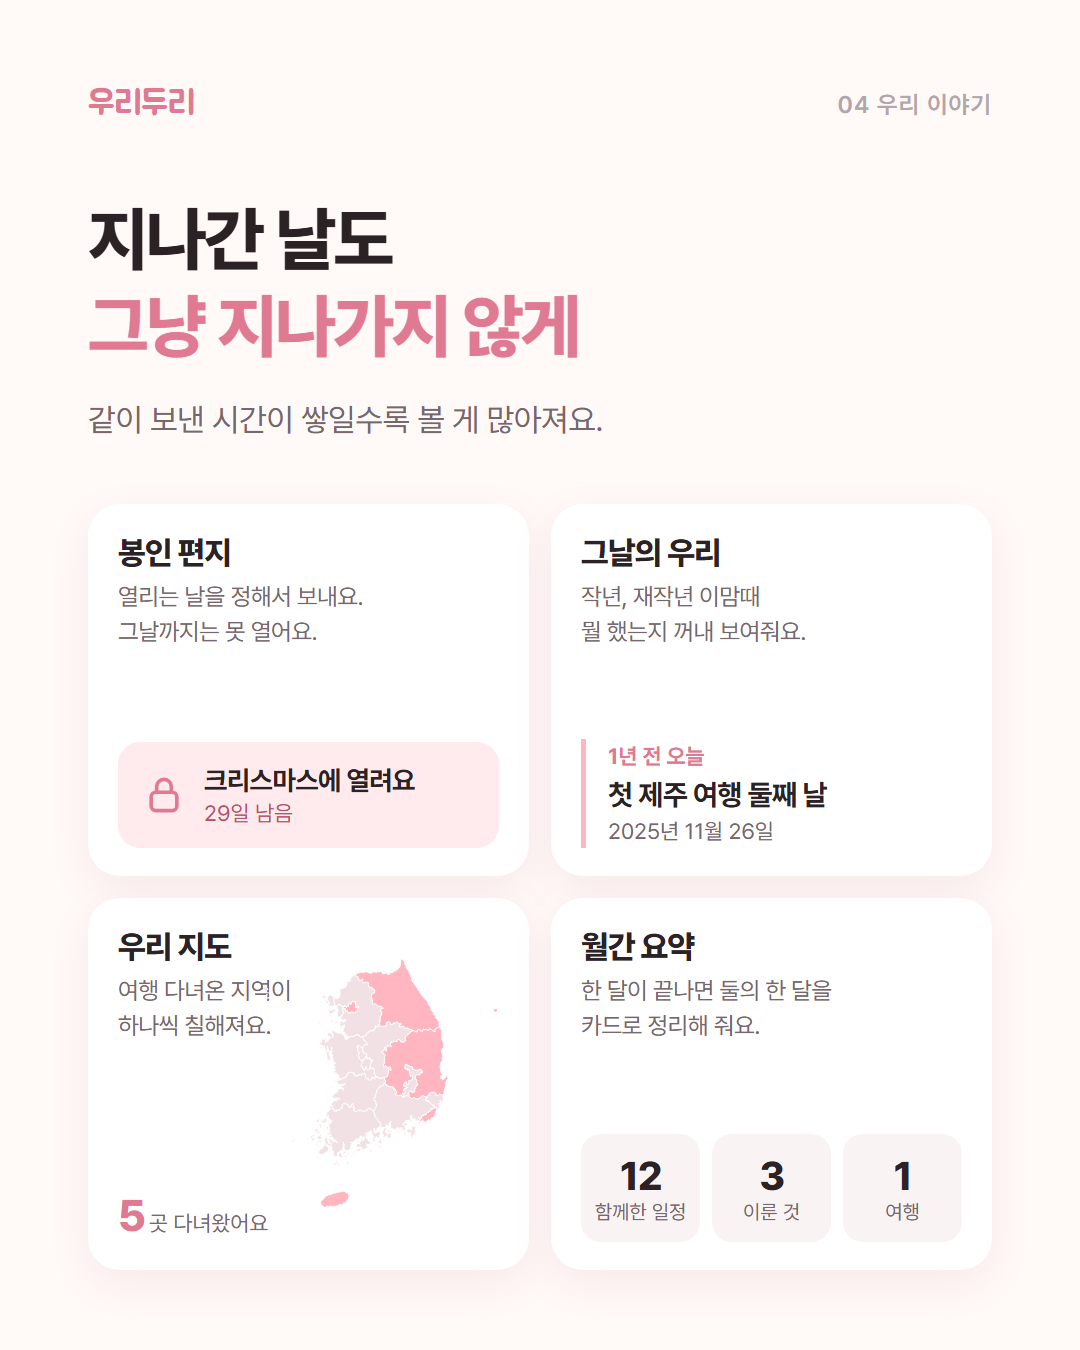 우리두리
04 우리 이야기
지나간 날도
그냥 지나가지 않게
같이 보낸 시간이 쌓일수록 볼 게 많아져요.
봉인 편지
열리는 날을 정해서 보내요.
그날까지는 못 열어요.
크리스마스에 열려요
29일 남음
그날의 우리
작년, 재작년 이맘때
뭘 했는지 꺼내 보여줘요.
1년 전 오늘
첫 제주 여행 둘째 날
2025년 11월 26일
우리 지도
여행 다녀온 지역이
하나씩 칠해져요.
5곳 다녀왔어요
월간 요약
한 달이 끝나면 둘의 한 달을
카드로 정리해 줘요.
12
함께한 일정
3
이룬 것
1
여행